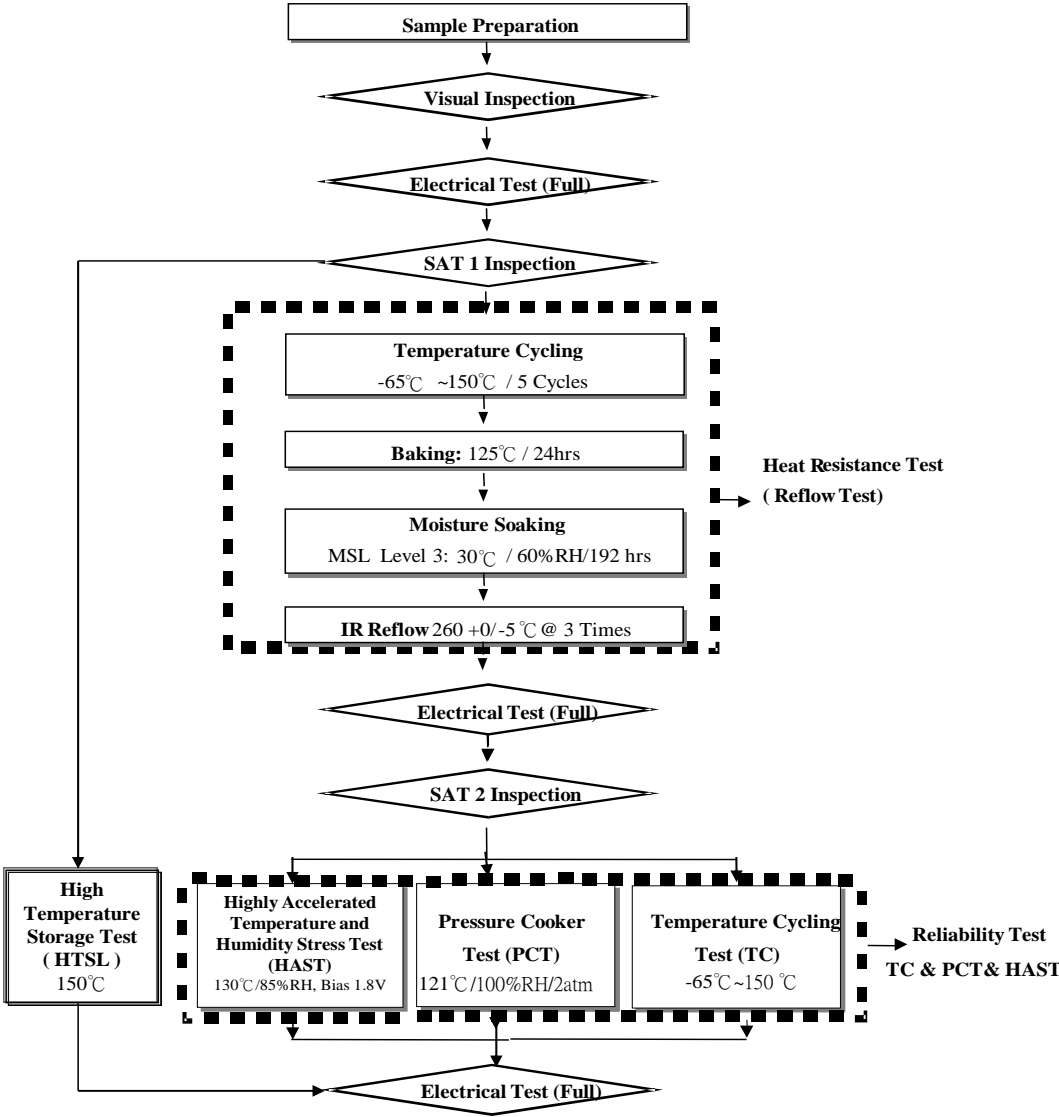 Sample Preparation
Visual Inspection
Electrical Test (Full)
SAT 1 Inspection
Temperature Cycling
-65℃ ~150℃ / 5 Cycles
Baking: 125℃ / 24hrs
Moisture Soaking
MSL Level 3: 30℃ / 60%RH/192 hrs
IR Reflow 260 +0/-5 ℃ @ 3 Times
Heat Resistance Test
( Reflow Test)
Electrical Test (Full)
SAT 2 Inspection
High
Temperature
Storage Test
( HTSL )
150℃
Highly Accelerated
Temperature and
Humidity Stress Test
(HAST)
130℃/85%RH, Bias 1.8V
Pressure Cooker
Test (PCT)
121℃/100%RH/2atm
Temperature Cycling
Test (TC)
-65℃~150 ℃
Reliability Test
TC & PCT& HAST
Electrical Test (Full)